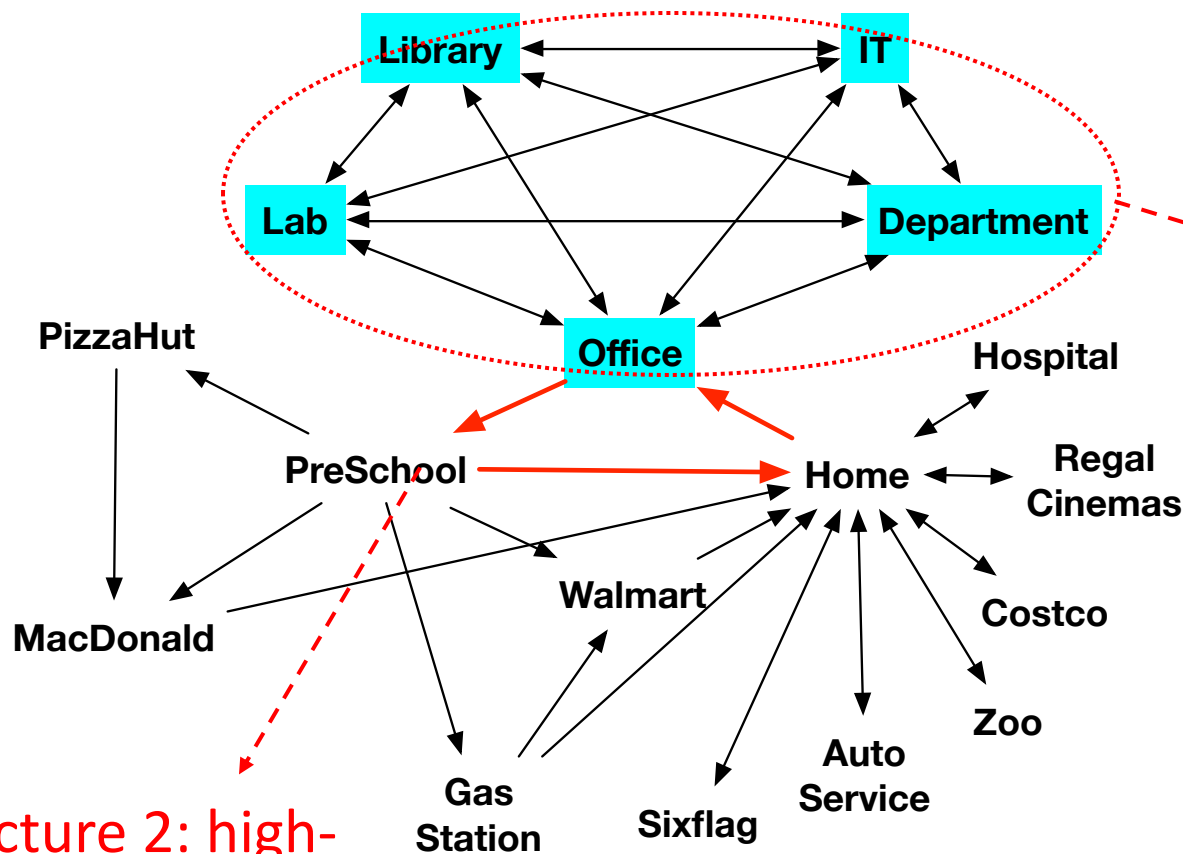 Library
IT
Lab
Department
Office
PizzaHut
Hospital
PreSchool
Home
Regal
Cinemas
Walmart
MacDonald
Costco
Zoo
Auto
Service
Gas
Station
Sixflag
cture 2: high-